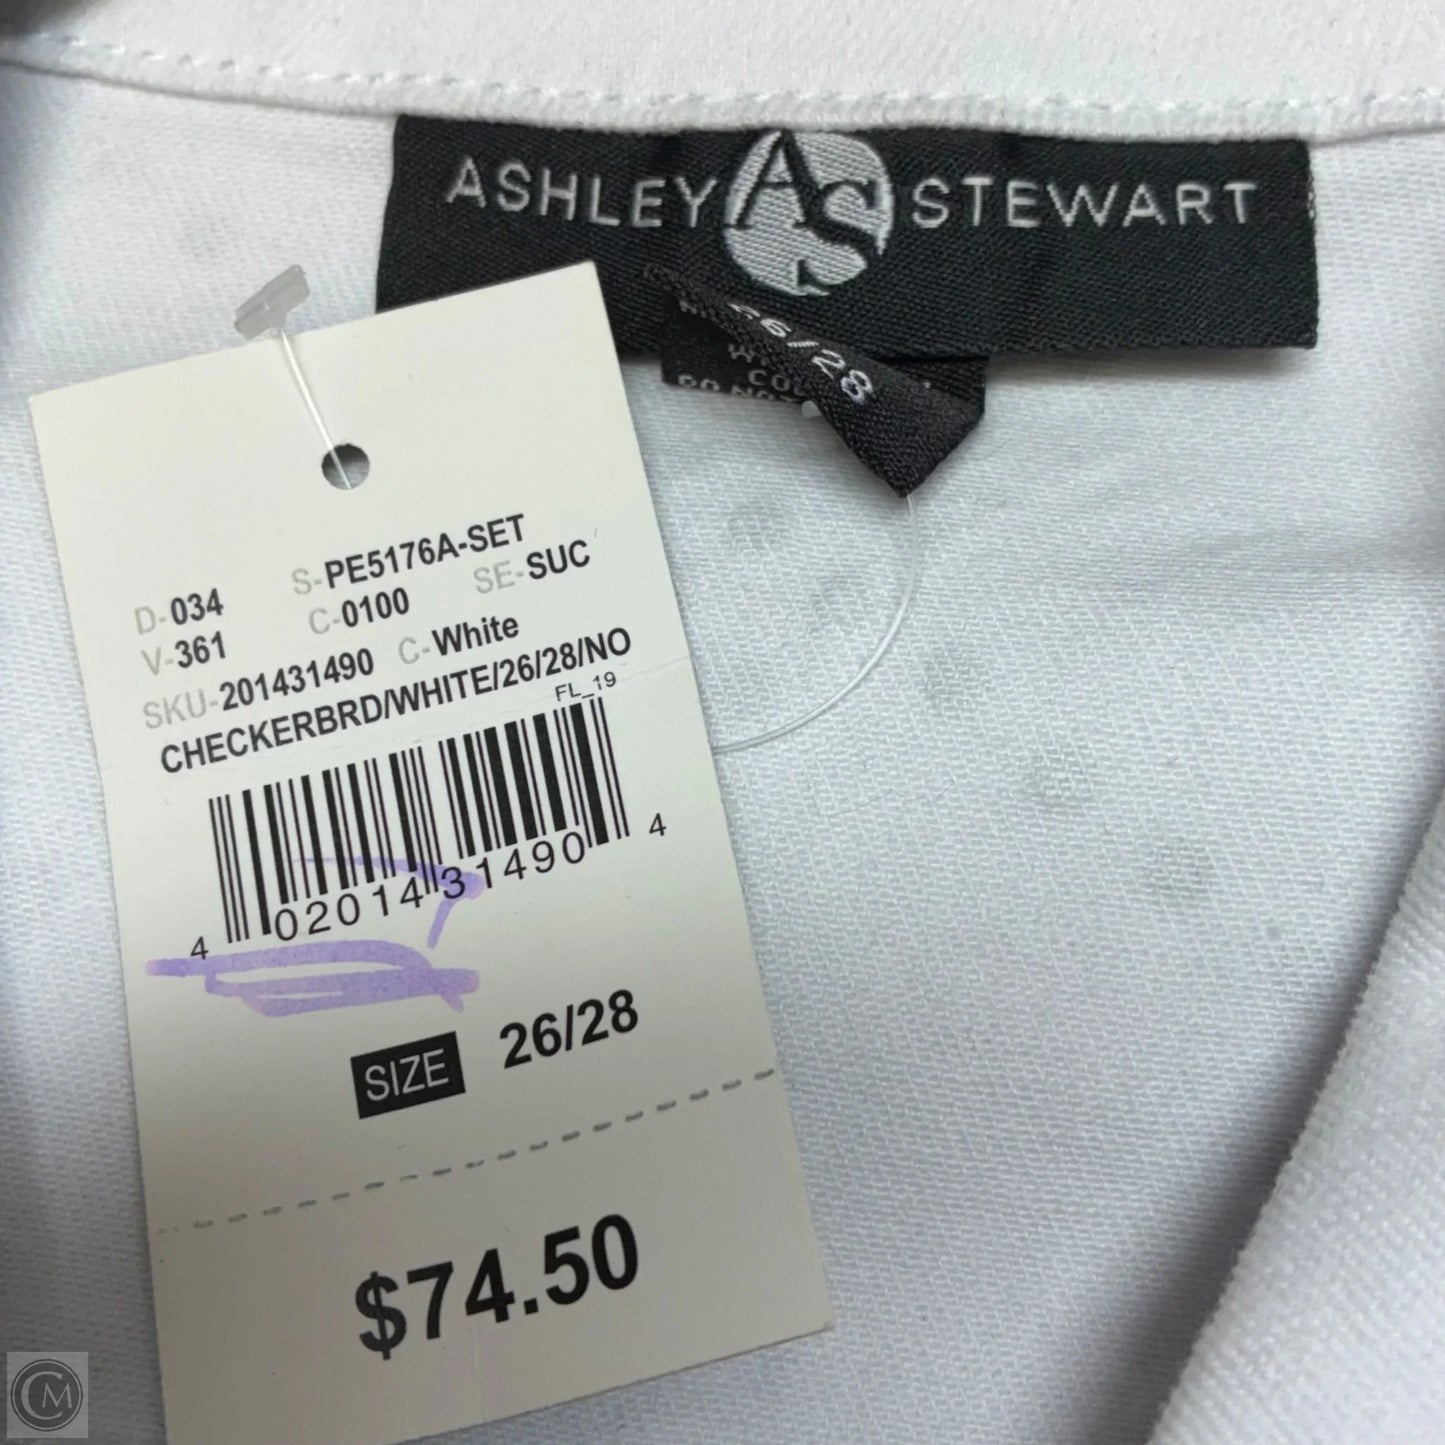 ASHLEY AS STEWART
26/28
D-034 S-PE5176A-SET
V-361 C-0100 SE-SUC
SKU-201431490 C-White
CHECKERBRD/WHITE/26/28/NO
FL_19
4 02014 31490 4
SIZE 26/28
$74.50
CM